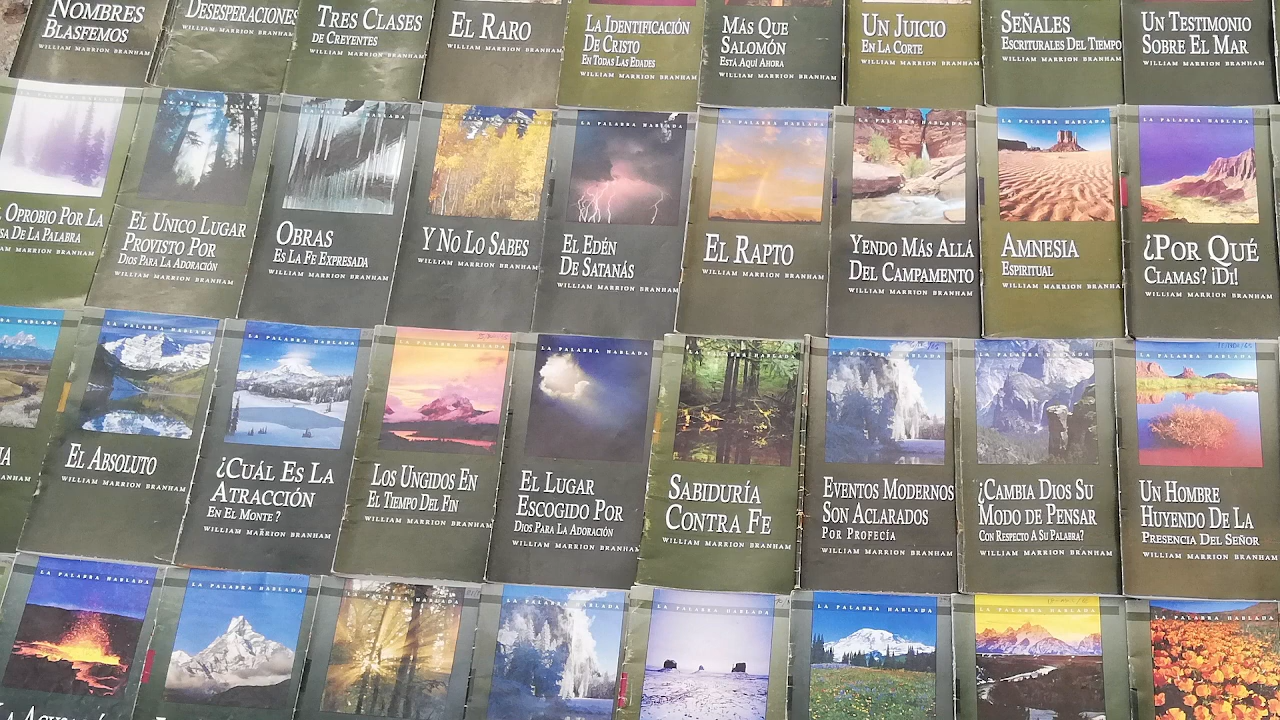 NOMBRES
BLASFEMOS
WILLIAM MARRION BRANHAM
DESESPERACIONES
WILLIAM MARRION BRANHAM
TRES CLASES
DE CREYENTES
WILLIAM MARRION BRANHAM
EL RARO
WILLIAM MARRION BRANHAM
LA IDENTIFICACIÓN
DE CRISTO
EN TODAS LAS EDADES
WILLIAM MARRION BRANHAM
MÁS QUE
SALOMÓN
ESTÁ AQUÍ AHORA
WILLIAM MARRION BRANHAM
UN JUICIO
EN LA CORTE
WILLIAM MARRION BRANHAM
SEÑALES
ESCRITURALES DEL TIEMPO
WILLIAM MARRION BRANHAM
UN TESTIMONIO
SOBRE EL MAR
WILLIAM MARRION BRANHAM
OPROBIO POR LA
SA DE LA PALABRA
WILLIAM MARRION BRANHAM
LA PALABRA HABLADA
EL UNICO LUGAR
PROVISTO POR
DIOS PARA LA ADORACIÓN
WILLIAM MARRION BRANHAM
LA PALABRA HABLADA
OBRAS
ES LA FE EXPRESADA
WILLIAM MARRION BRANHAM
LA PALABRA HABLADA
Y NO LO SABES
WILLIAM MARRION BRANHAM
LA PALABRA HABLADA
EL EDÉN
DE SATANÁS
WILLIAM MARRION BRANHAM
LA PALABRA HABLADA
EL RAPTO
WILLIAM MARRION BRANHAM
LA PALABRA HABLADA
YENDO MÁS ALLÁ
DEL CAMPAMENTO
WILLIAM MARRION BRANHAM
LA PALABRA HABLADA
AMNESIA
ESPIRITUAL
WILLIAM MARRION BRANHAM
LA PALABRA HABLADA
¿POR QUÉ
CLAMAS? ¡DI!
WILLIAM MARRION BRANHAM
PALABRA HABLADA
IA
BRANHAM
LA PALABRA HABLADA
EL ABSOLUTO
WILLIAM MARRION BRANHAM
LA PALABRA HABLADA
¿CUÁL ES LA
ATRACCIÓN
EN EL MONTE?
WILLIAM MARRION BRANHAM
LA PALABRA HABLADA
LOS UNGIDOS EN
EL TIEMPO DEL FIN
WILLIAM MARRION BRANHAM
LA PALABRA HABLADA
EL LUGAR
ESCOGIDO POR
DIOS PARA LA ADORACIÓN
WILLIAM MARRION BRANHAM
LA PALABRA HABLADA
SABIDURÍA
CONTRA FE
WILLIAM MARRION BRANHAM
LA PALABRA HABLADA
EVENTOS MODERNOS
SON ACLARADOS
POR PROFECÍA
WILLIAM MARRION BRANHAM
LA PALABRA HABLADA
¿CAMBIA DIOS SU
MODO DE PENSAR
CON RESPECTO A SU PALABRA?
WILLIAM MARRION BRANHAM
LA PALABRA HABLADA
UN HOMBRE
HUYENDO DE LA
PRESENCIA DEL SEÑOR
WILLIAM MARRION BRANHAM
LA PALABRA HABLADA
LA PALABRA HABLADA
LA PALABRA HABLADA
LA PALABRA HABLADA
LA PALABRA HABLADA
LA PALABRA HABLADA
LA PALABRA HABLADA
LA PALABRA HABLADA